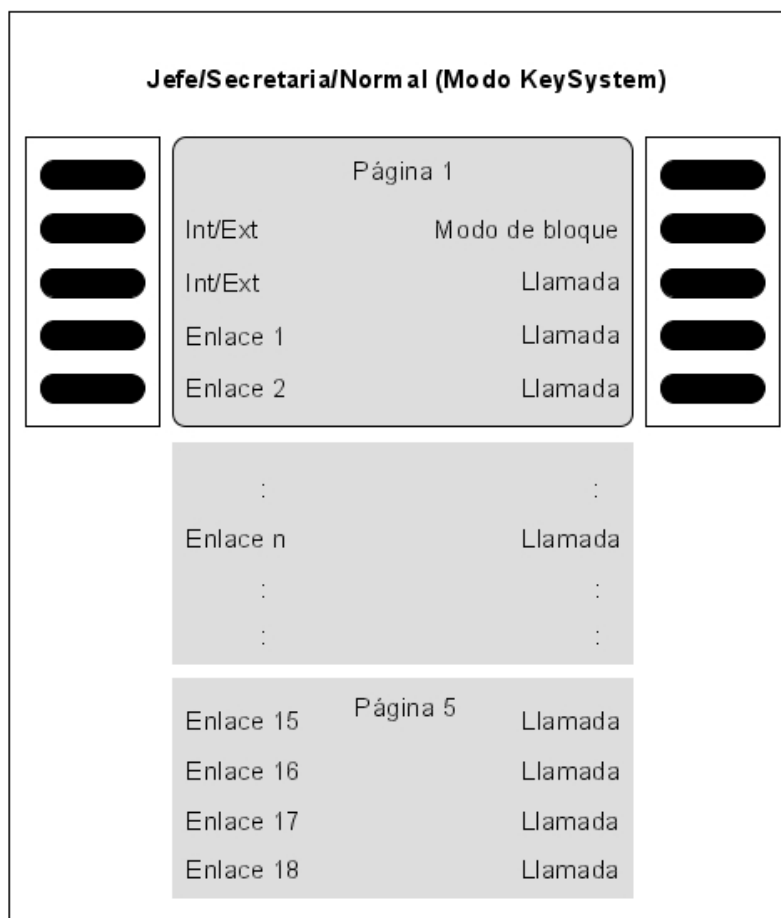 Jefe/Secretaria/Normal (Modo KeySystem)
Página 1
Int/Ext Modo de bloque
Int/Ext Llamada
Enlace 1 Llamada
Enlace 2 Llamada
: :
Enlace n Llamada
: :
: :
Página 5
Enlace 15 Llamada
Enlace 16 Llamada
Enlace 17 Llamada
Enlace 18 Llamada